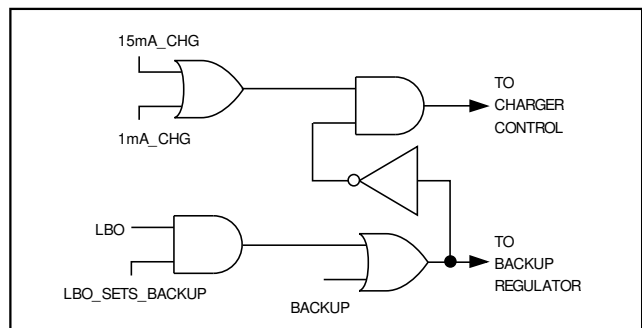 15mA_CHG
1mA_CHG
TO
CHARGER
CONTROL
LBO
LBO_SETS_BACKUP
BACKUP
TO
BACKUP
REGULATOR